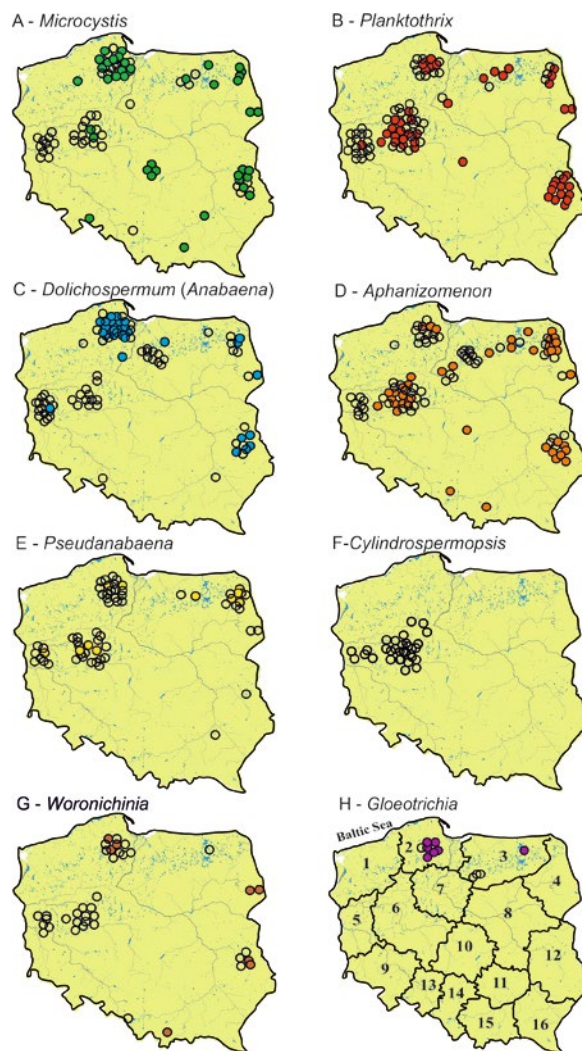 A - Microcystis
B - Planktothrix
C - Dolichospermum (Anabaena)
D - Aphanizomenon
E - Pseudanabaena
F-Cylindrospermopsis
G - Woronichinia
H - Gloeotrichia
Baltic Sea
1
2
3
4
5
6
7
8
9
10
11
12
13
14
15
16